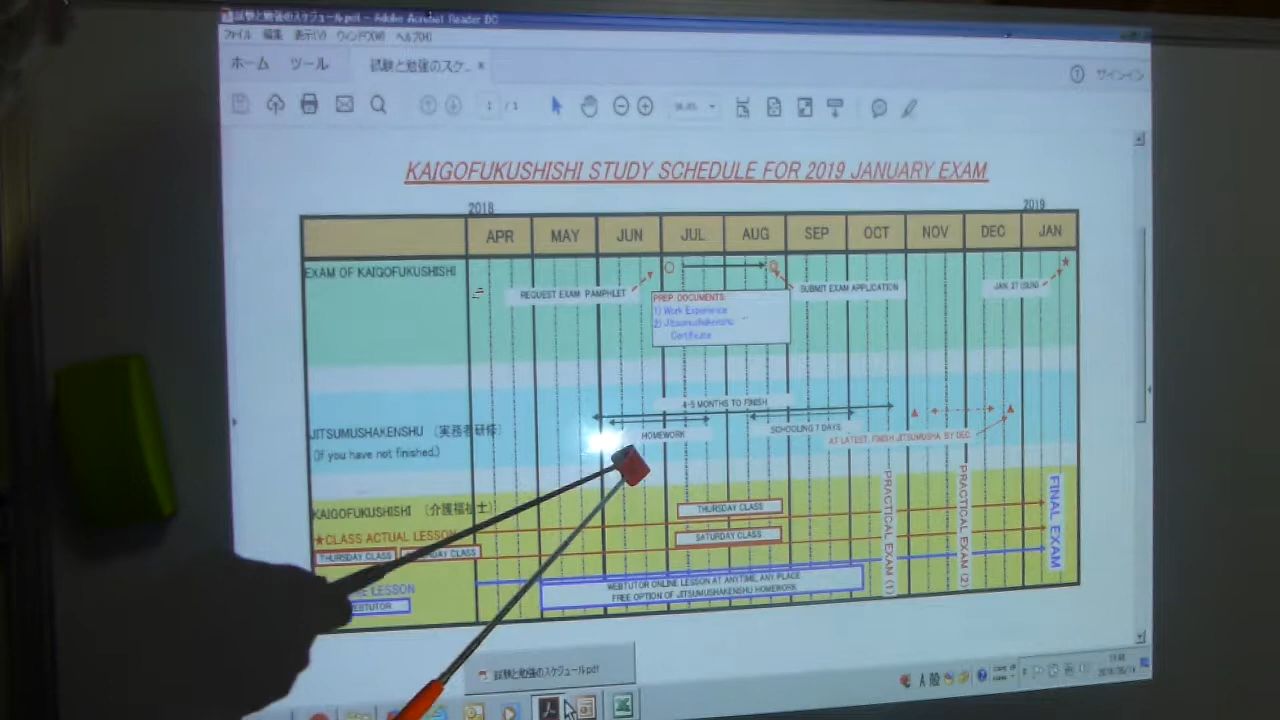 試験と勉強のスケジュール.pdf - Adobe Acrobat Reader DC
ファイル 編集 表示(V) ウィンドウ(W) ヘルプ(H)
ホーム ツール 試験と勉強のスケ... ×
サインイン
1 / 1
KAIGOFUKUSHISHI STUDY SCHEDULE FOR 2019 JANUARY EXAM
2018 2019
APR MAY JUN JUL AUG SEP OCT NOV DEC JAN
EXAM OF KAIGOFUKUSHISHI
REQUEST EXAM PAMPHLET
SUBMIT EXAM APPLICATION
JAN. 27 (SUN)
PREP. DOCUMENTS
1) Work Experience
2) Jitsumushakenshu
Certificate
4-5 MONTHS TO FINISH
JITSUMUSHAKENSHU (実務者研修)
(If you have not finished.)
HOMEWORK
SCHOOLING 7 DAYS
AT LATEST, FINISH JITSUMUSHA BY DEC.
KAIGOFUKUSHISHI (介護福祉士)
★CLASS ACTUAL LESSON
THURSDAY CLASS
THURSDAY CLASS
SATURDAY CLASS
PRACTICAL EXAM (1)
PRACTICAL EXAM (2)
FINAL EXAM
LESSON
WEBTUTOR ONLINE LESSON AT ANYTIME, ANY PLACE
FREE OPTION OF JITSUMUSHAKENSHU HOMEWORK
試験と勉強のスケジュール.pdf
A 般